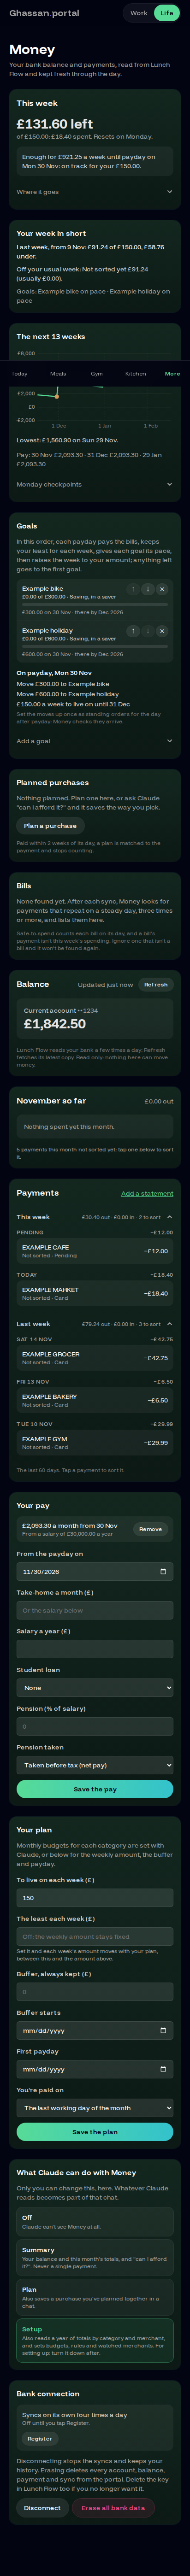 Ghassan.portal
Work
Life
Money
Your bank balance and payments, read from Lunch
Flow and kept fresh through the day.
This week
£131.60 left
of £150.00: £18.40 spent. Resets on Monday.
Enough for £921.25 a week until payday on
Mon 30 Nov: on track for your £150.00.
Where it goes
Your week in short
Last week, from 9 Nov: £91.24 of £150.00, £58.76
under.
Off your usual week: Not sorted yet £91.24
(usually £0.00).
Goals: Example bike on pace · Example holiday on
pace
The next 13 weeks
£8,000
Today
Meals
Gym
Kitchen
More
£2,000
£0
£2,000
1 Dec
1 Jan
1 Feb
Lowest: £1,560.90 on Sun 29 Nov.
Pay: 30 Nov £2,093.30 · 31 Dec £2,093.30 · 29 Jan
£2,093.30
Monday checkpoints
Goals
In this order, each payday pays the bills, keeps
your least for each week, gives each goal its pace,
then raises the week to your amount; anything left
goes to the goals.
Example bike
£0.00 of £300.00 · Saving, in a saver
↑ ↓ ×
£300.00 on 30 Nov · there by Dec 2026
Example holiday
£0.00 of £600.00 · Saving, in a saver
↑ ↓ ×
£600.00 on 30 Nov · there by Dec 2026
On payday, Mon 30 Nov
Move £300.00 to Example bike
Move £600.00 to Example holiday
£150.00 a week to live on until 31 Dec
Set the moves up once as standing orders for the day
after payday: Money checks they arrive.
Add a goal
Planned purchases
Nothing planned. Plan one here, or ask Claude
"can I afford it?" and it saves the way you pick.
Plan a purchase
Paid within 2 weeks of its day, a plan is matched to the
payment and stops counting.
Bills
None found yet. After each sync, Money looks for
payments that repeat on a steady day, three times
or more, and lists them here.
Safe-to-spend counts each bill on its day, and a bill's
payment isn't this week's spending. Ignore one that isn't a
bill and it won't be found again.
Balance
Updated just now
Refresh
Current account ··1234
£1,842.50
Lunch Flow reads your bank a few times a day; Refresh
fetches its latest copy. Read only: nothing here can move
money.
November so far
£0.00 out
Nothing spent yet this month.
5 payments this month not sorted yet: tap one below to sort
it.
Payments
Add a statement
This week
£30.40 out · £0.00 in · 2 to sort
PENDING
−£12.00
EXAMPLE CAFE
Not sorted · Pending
−£12.00
TODAY
−£18.40
EXAMPLE MARKET
Not sorted · Card
−£18.40
Last week
£79.24 out · £0.00 in · 3 to sort
SAT 14 NOV
−£42.75
EXAMPLE GROCER
Not sorted · Card
−£42.75
FRI 13 NOV
−£6.50
EXAMPLE BAKERY
Not sorted · Card
−£6.50
TUE 10 NOV
−£29.99
EXAMPLE GYM
Not sorted · Card
−£29.99
The last 60 days. Tap a payment to sort it.
Your pay
£2,093.30 a month from 30 Nov
From a salary of £30,000.00 a year
Remove
From the payday on
11/30/2026
Take-home a month (£)
Or the salary below
Salary a year (£)
Student loan
None
Pension (% of salary)
0
Pension taken
Taken before tax (net pay)
Save the pay
Your plan
Monthly budgets for each category are set with
Claude, or below for the weekly amount, the buffer
and payday.
To live on each week (£)
150
The least each week (£)
Off: the weekly amount stays fixed
Set it and each week's amount moves with your plan,
between this and the amount above.
Buffer, always kept (£)
£
Buffer starts
mm/dd/yyyy
First payday
mm/dd/yyyy
You're paid on
The last working day of the month
Save the plan
What Claude can do with Money
Only you can change this, here. Whatever Claude
reads becomes part of that chat.
Off
Claude can't see Money at all.
Summary
Your balance and this month's totals, and "can I afford
it?". Never a single payment.
Plan
Also saves a purchase you've planned together in a
chat.
Setup
Also reads a year of totals by category and merchant,
and sets budgets, rules and watched merchants. For
setting up; turn it down after.
Bank connection
Syncs on its own four times a day
Off until you tap Register.
Register
Disconnecting stops the syncs and keeps your
history. Erasing deletes every account, balance,
payment and sync from the portal. Delete the key
in Lunch Flow too if you no longer want it.
Disconnect
Erase all bank data